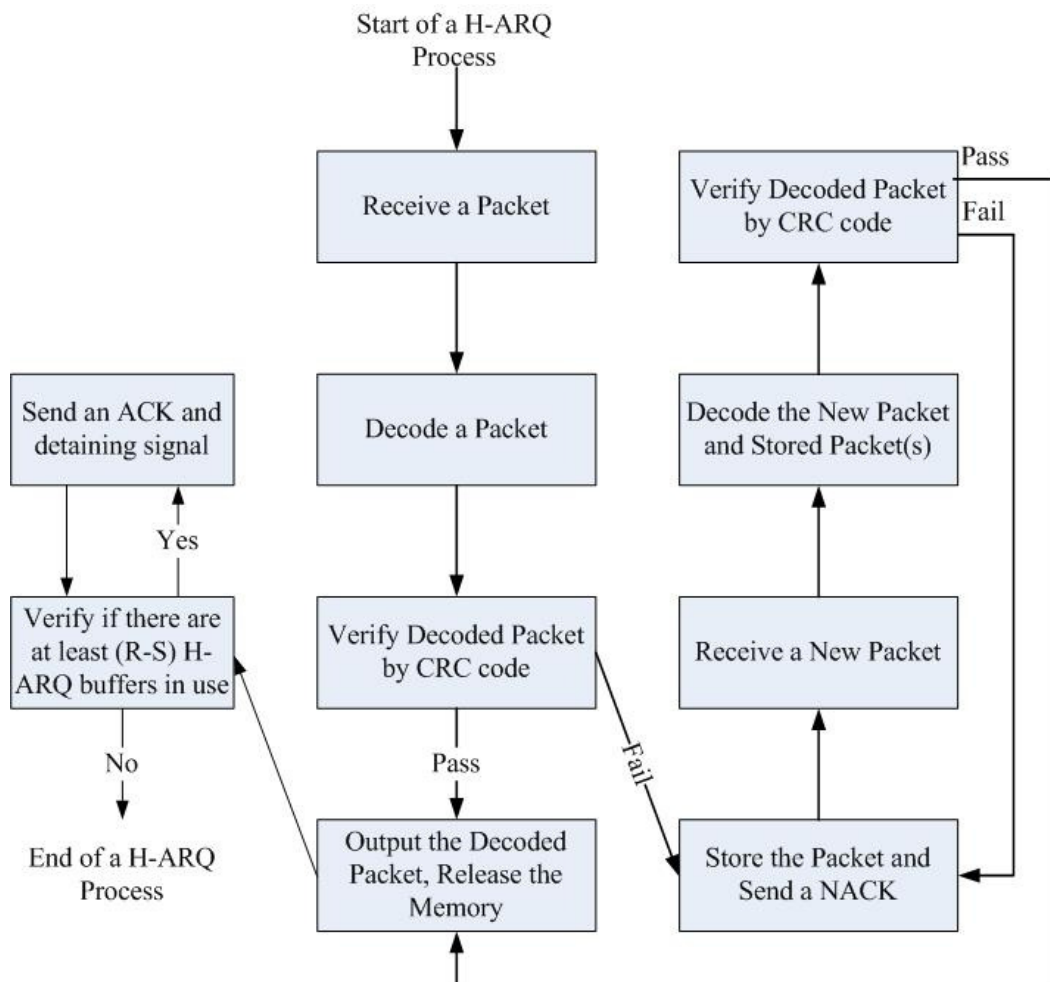 Start of a H-ARQ
Process
Receive a Packet
Decode a Packet
Verify Decoded Packet
by CRC code
Pass
Fail
Output the Decoded
Packet, Release the
Memory
Send an ACK and
detaining signal
Yes
Verify if there are
at least (R-S) H-
ARQ buffers in use
No
End of a H-ARQ
Process
Verify Decoded Packet
by CRC code
Pass
Fail
Decode the New Packet
and Stored Packet(s)
Receive a New Packet
Store the Packet and
Send a NACK